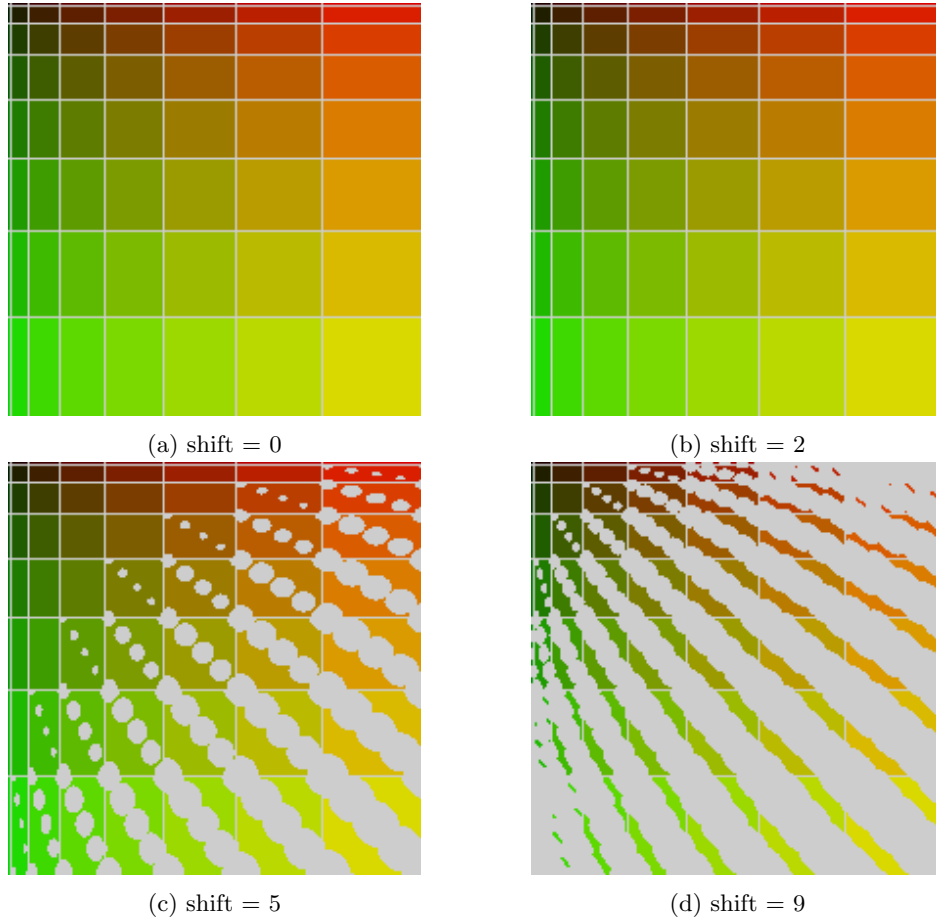 (a) shift = 0
(b) shift = 2
(c) shift = 5
(d) shift = 9